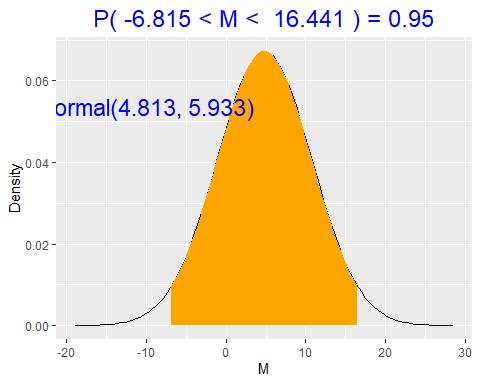 P( -6.815 < M <  16.441 ) = 0.95
ormal(4.813, 5.933)
0.06
0.04
0.02
0.00
Density
-20 -10 0 10 20 30
M